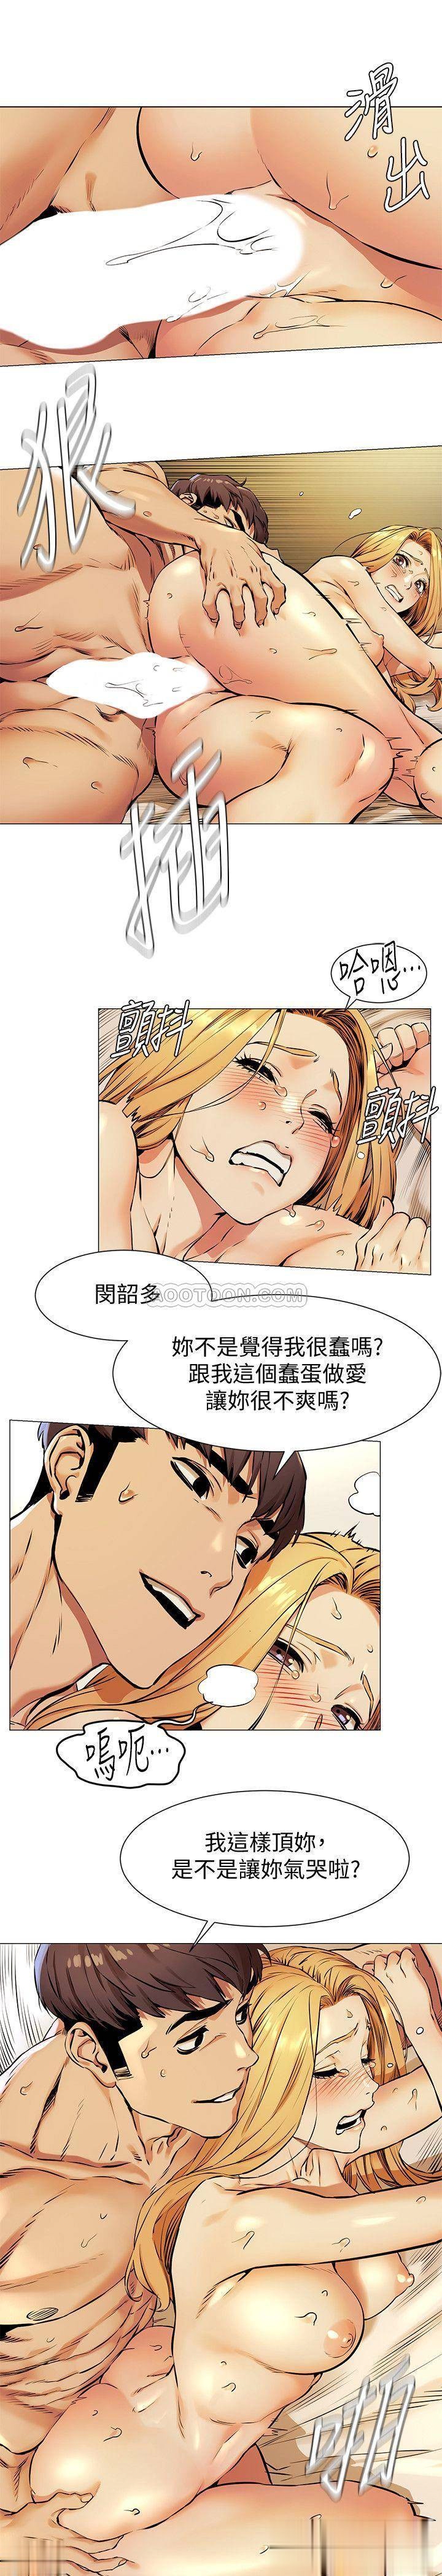 滑出
狠
插
哈嗯…
顫抖
顫抖
閔韶多
MOOTOON.COM
妳不是覺得我很蠢嗎?
跟我這個蠢蛋做愛
讓妳很不爽嗎?
嗚呃…
我這樣頂妳，
是不是讓妳氣哭啦?
啪